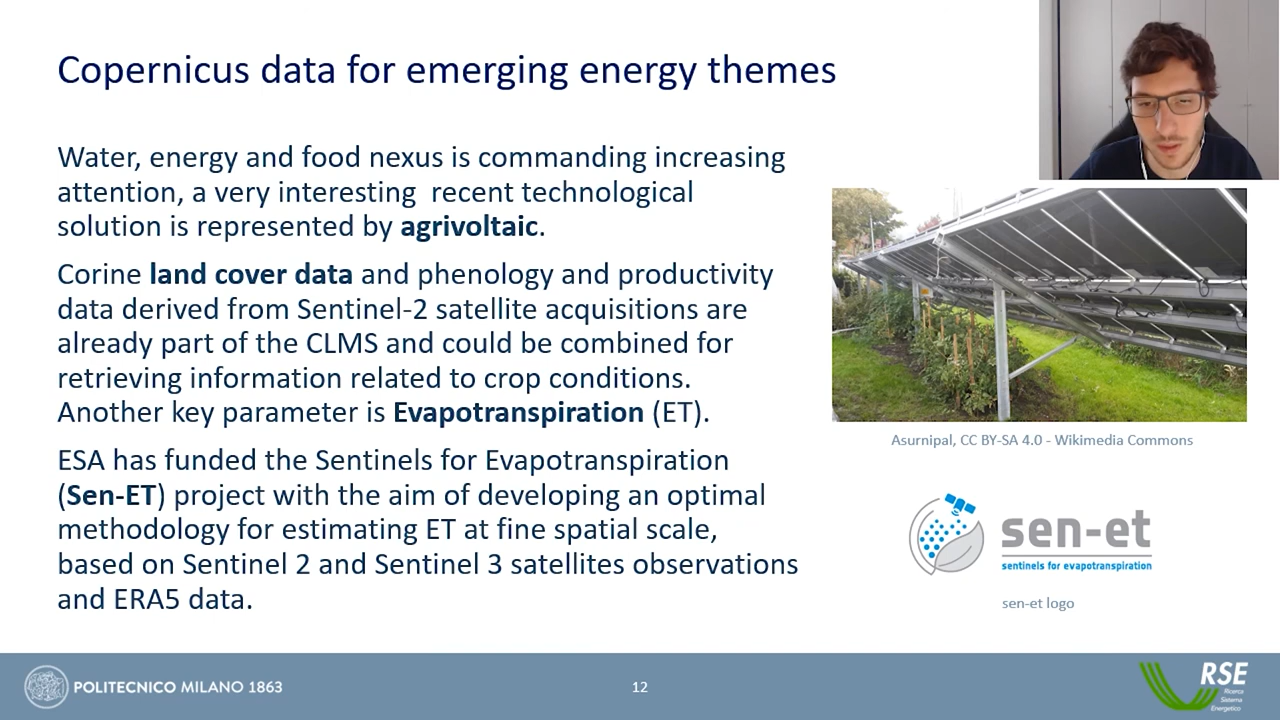 Copernicus data for emerging energy themes
Water, energy and food nexus is commanding increasing
attention, a very interesting  recent technological
solution is represented by agrivoltaic.
Corine land cover data and phenology and productivity
data derived from Sentinel-2 satellite acquisitions are
already part of the CLMS and could be combined for
retrieving information related to crop conditions.
Another key parameter is Evapotranspiration (ET).
ESA has funded the Sentinels for Evapotranspiration
(Sen-ET) project with the aim of developing an optimal
methodology for estimating ET at fine spatial scale,
based on Sentinel 2 and Sentinel 3 satellites observations
and ERA5 data.
Asurnipal, CC BY-SA 4.0 - Wikimedia Commons
sen-et
sentinels for evapotranspiration
sen-et logo
POLITECNICO MILANO 1863
12
RSE
Ricerca
Sistema
Energetico